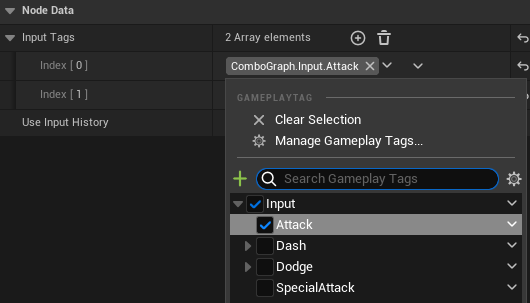 Node Data
Input Tags 2 Array elements
Index [ 0 ] ComboGraph.Input.Attack
Index [ 1 ]
Use Input History
GAMEPLAYTAG
Clear Selection
Manage Gameplay Tags...
Search Gameplay Tags
Input
Attack
Dash
Dodge
SpecialAttack